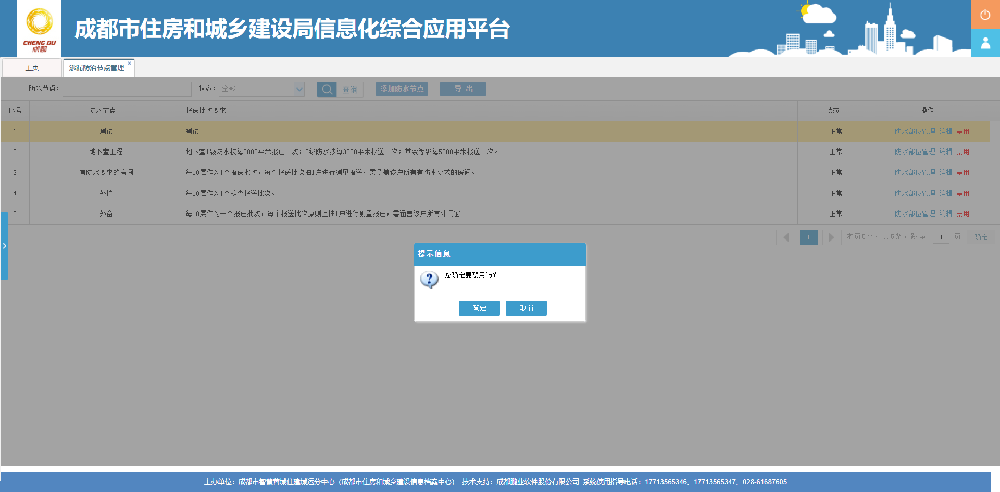 CHENG DU
成都
成都市住房和城乡建设局信息化综合应用平台
主页
渗漏防治节点管理
防水节点：
状态：
全部
查询
添加防水节点
导 出
序号 防水节点 报送批次要求 状态 操作
1 测试 测试 正常 防水部位管理 编辑 禁用
2 地下室工程 地下室1级防水按每2000平米报送一次；2级防水按每3000平米报送一次；其余等级每5000平米报送一次。 正常 防水部位管理 编辑 禁用
3 有防水要求的房间 每10层作为1个报送批次，每个报送批次抽1户进行测量报送，需涵盖该户所有有防水要求的房间。 正常 防水部位管理 编辑 禁用
4 外墙 每10层作为1个检查报送批次。 正常 防水部位管理 编辑 禁用
5 外窗 每10层作为一个报送批次，每个报送批次原则上抽1户进行测量报送，需涵盖该户所有外门窗。 正常 防水部位管理 编辑 禁用
1 本页5条，共5条，跳至 1 页 确定
提示信息
您确定要禁用吗？
确定 取消
主办单位：成都市智慧蓉城住建城运分中心（成都市住房和城乡建设信息档案中心） 技术支持：成都鹏业软件股份有限公司 系统使用指导电话：17713565346、17713565347、028-61687605